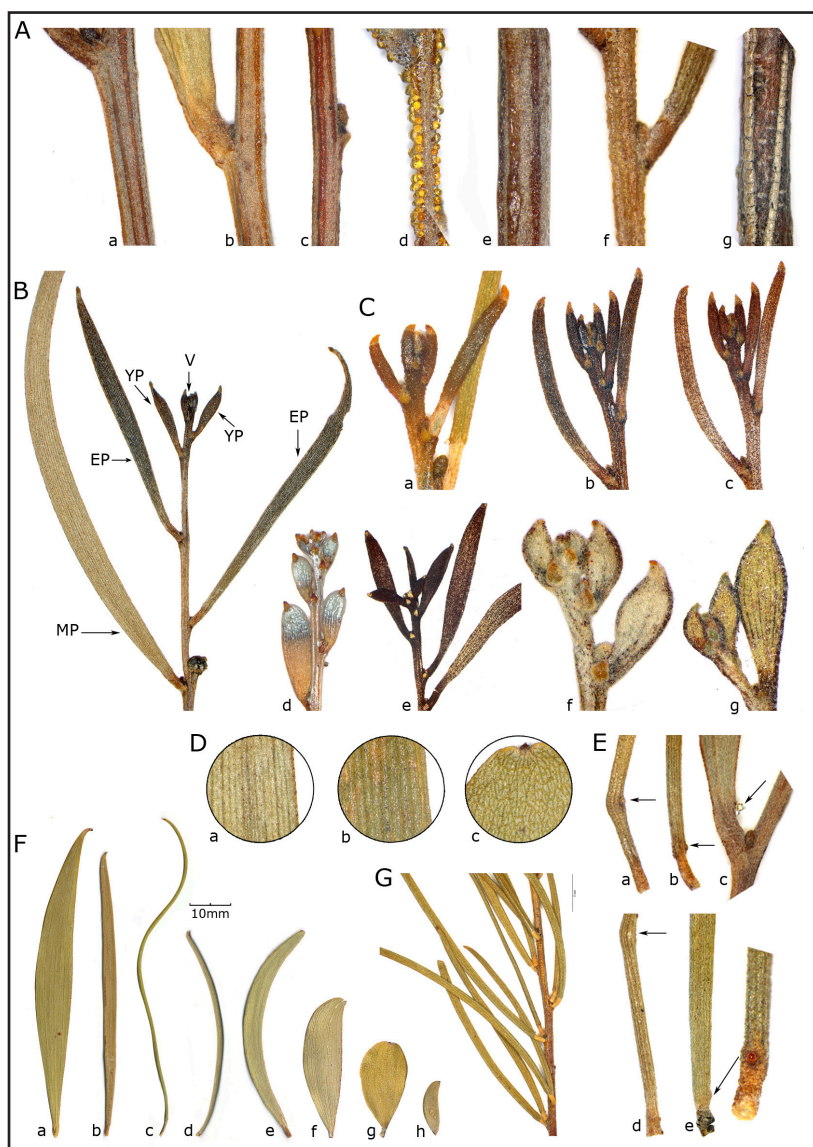 A
a b c d e f g
B
YP V YP
EP EP
MP
C
a b c
d e f g
D
a b c
E
a b c
d e
F
10mm
a b c d e f g h
G